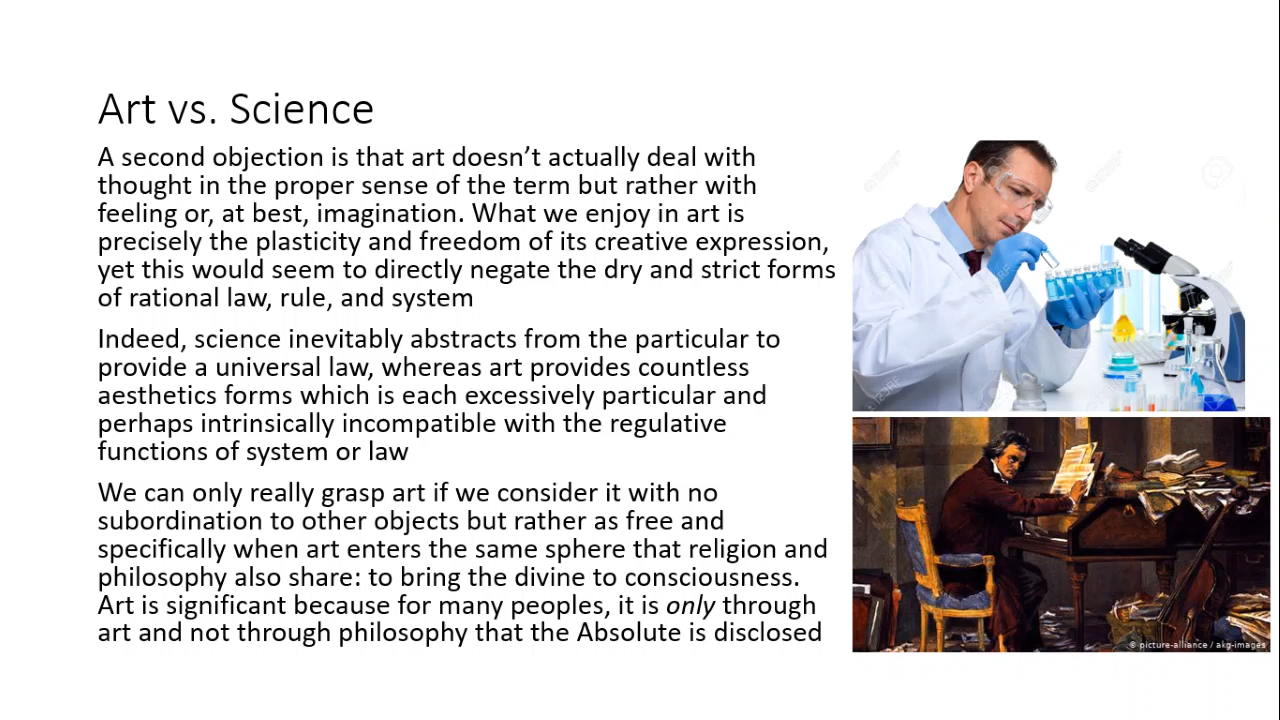 Art vs. Science
A second objection is that art doesn’t actually deal with
thought in the proper sense of the term but rather with
feeling or, at best, imagination. What we enjoy in art is
precisely the plasticity and freedom of its creative expression,
yet this would seem to directly negate the dry and strict forms
of rational law, rule, and system
Indeed, science inevitably abstracts from the particular to
provide a universal law, whereas art provides countless
aesthetics forms which is each excessively particular and
perhaps intrinsically incompatible with the regulative
functions of system or law
We can only really grasp art if we consider it with no
subordination to other objects but rather as free and
specifically when art enters the same sphere that religion and
philosophy also share: to bring the divine to consciousness.
Art is significant because for many peoples, it is only through
art and not through philosophy that the Absolute is disclosed
© picture-alliance / akg-images